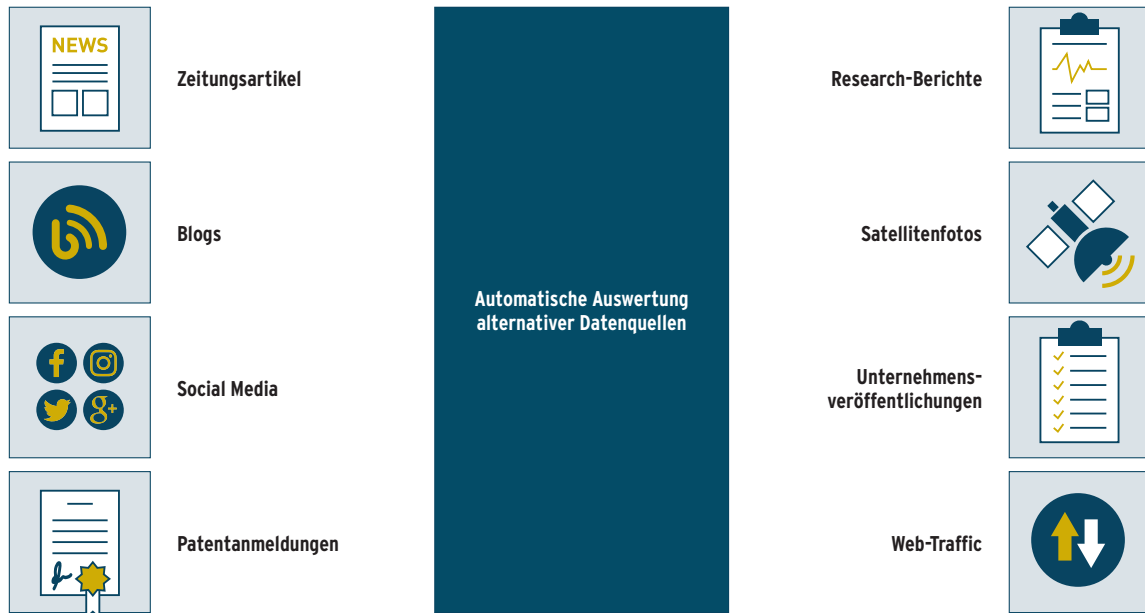 NEWS
Zeitungsartikel
Blogs
Social Media
Patentanmeldungen
Automatische Auswertung
alternativer Datenquellen
Research-Berichte
Satellitenfotos
Unternehmens-
veröffentlichungen
Web-Traffic